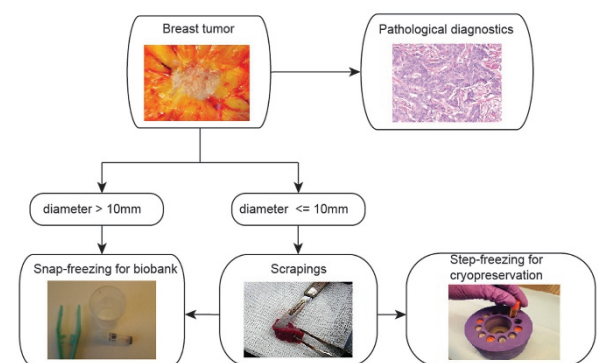 Breast tumor
Pathological diagnostics
diameter > 10mm
diameter <= 10mm
Snap-freezing for biobank
Scrapings
Step-freezing for
cryopreservation